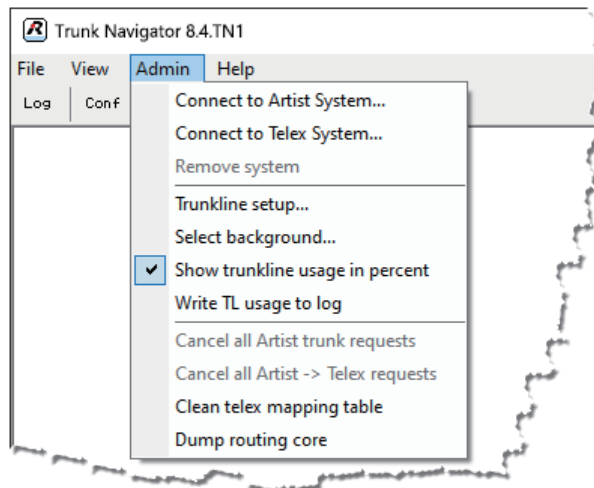 Trunk Navigator 8.4.TN1
File View Admin Help
Log Conf
Connect to Artist System...
Connect to Telex System...
Remove system
Trunkline setup...
Select background...
Show trunkline usage in percent
Write TL usage to log
Cancel all Artist trunk requests
Cancel all Artist -> Telex requests
Clean telex mapping table
Dump routing core